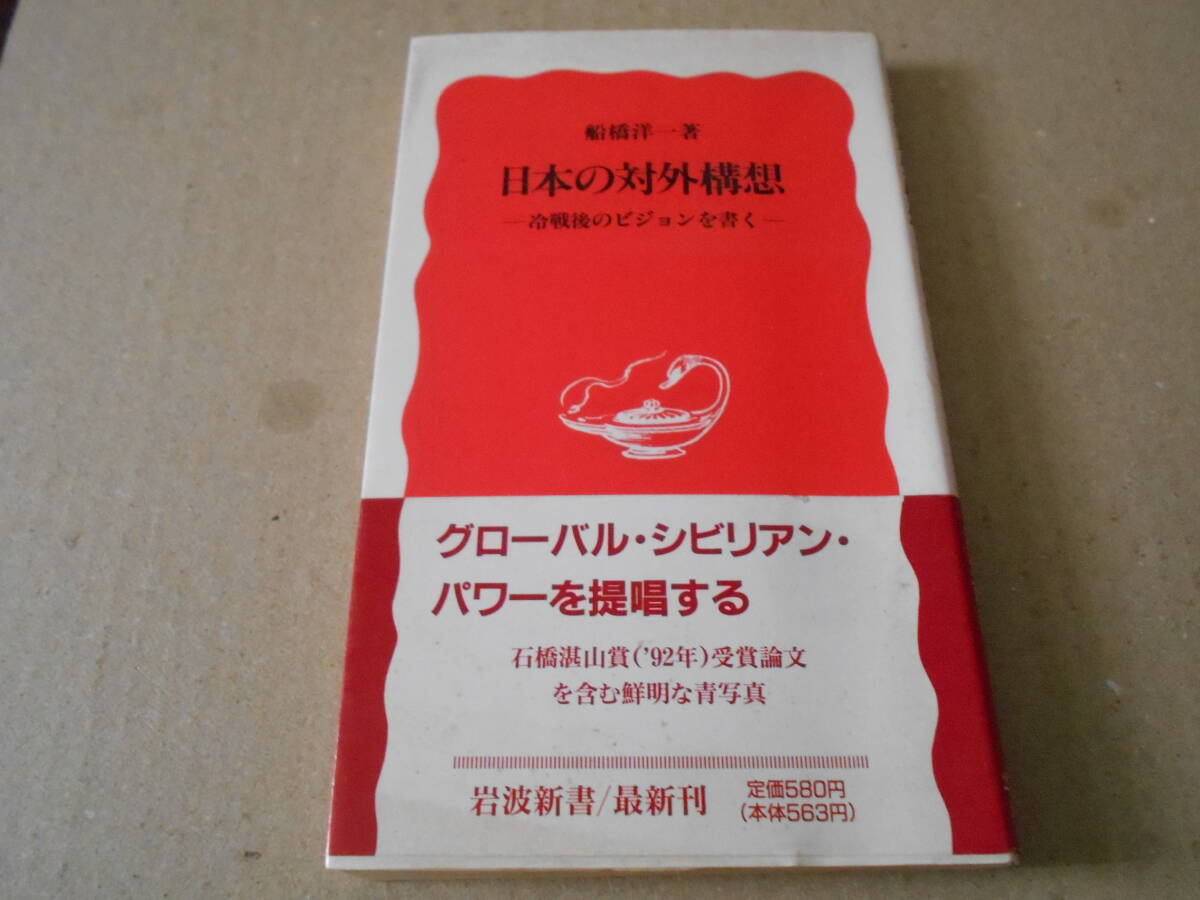 船橋洋一著
日本の対外構想
―冷戦後のビジョンを書く―
グローバル・シビリアン・
パワーを提唱する
石橋湛山賞('92年)受賞論文
を含む鮮明な青写真
岩波新書/最新刊
定価580円
(本体563円)